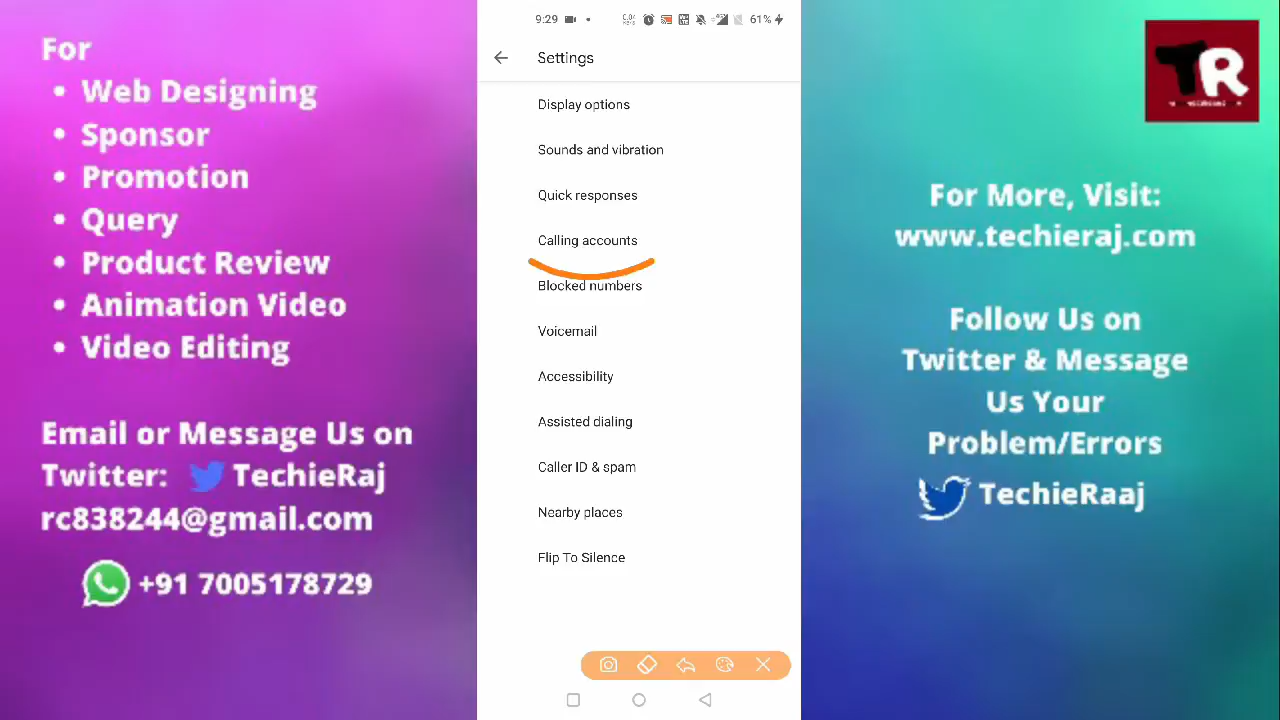 For
• Web Designing
• Sponsor
• Promotion
• Query
• Product Review
• Animation Video
• Video Editing
Email or Message Us on
Twitter: TechieRaj
rc838244@gmail.com
+91 7005178729
9:29
61%
Settings
Display options
Sounds and vibration
Quick responses
Calling accounts
Blocked numbers
Voicemail
Accessibility
Assisted dialing
Caller ID & spam
Nearby places
Flip To Silence
TR
For More, Visit:
www.techieraj.com
Follow Us on
Twitter & Message
Us Your
Problem/Errors
TechieRaaj